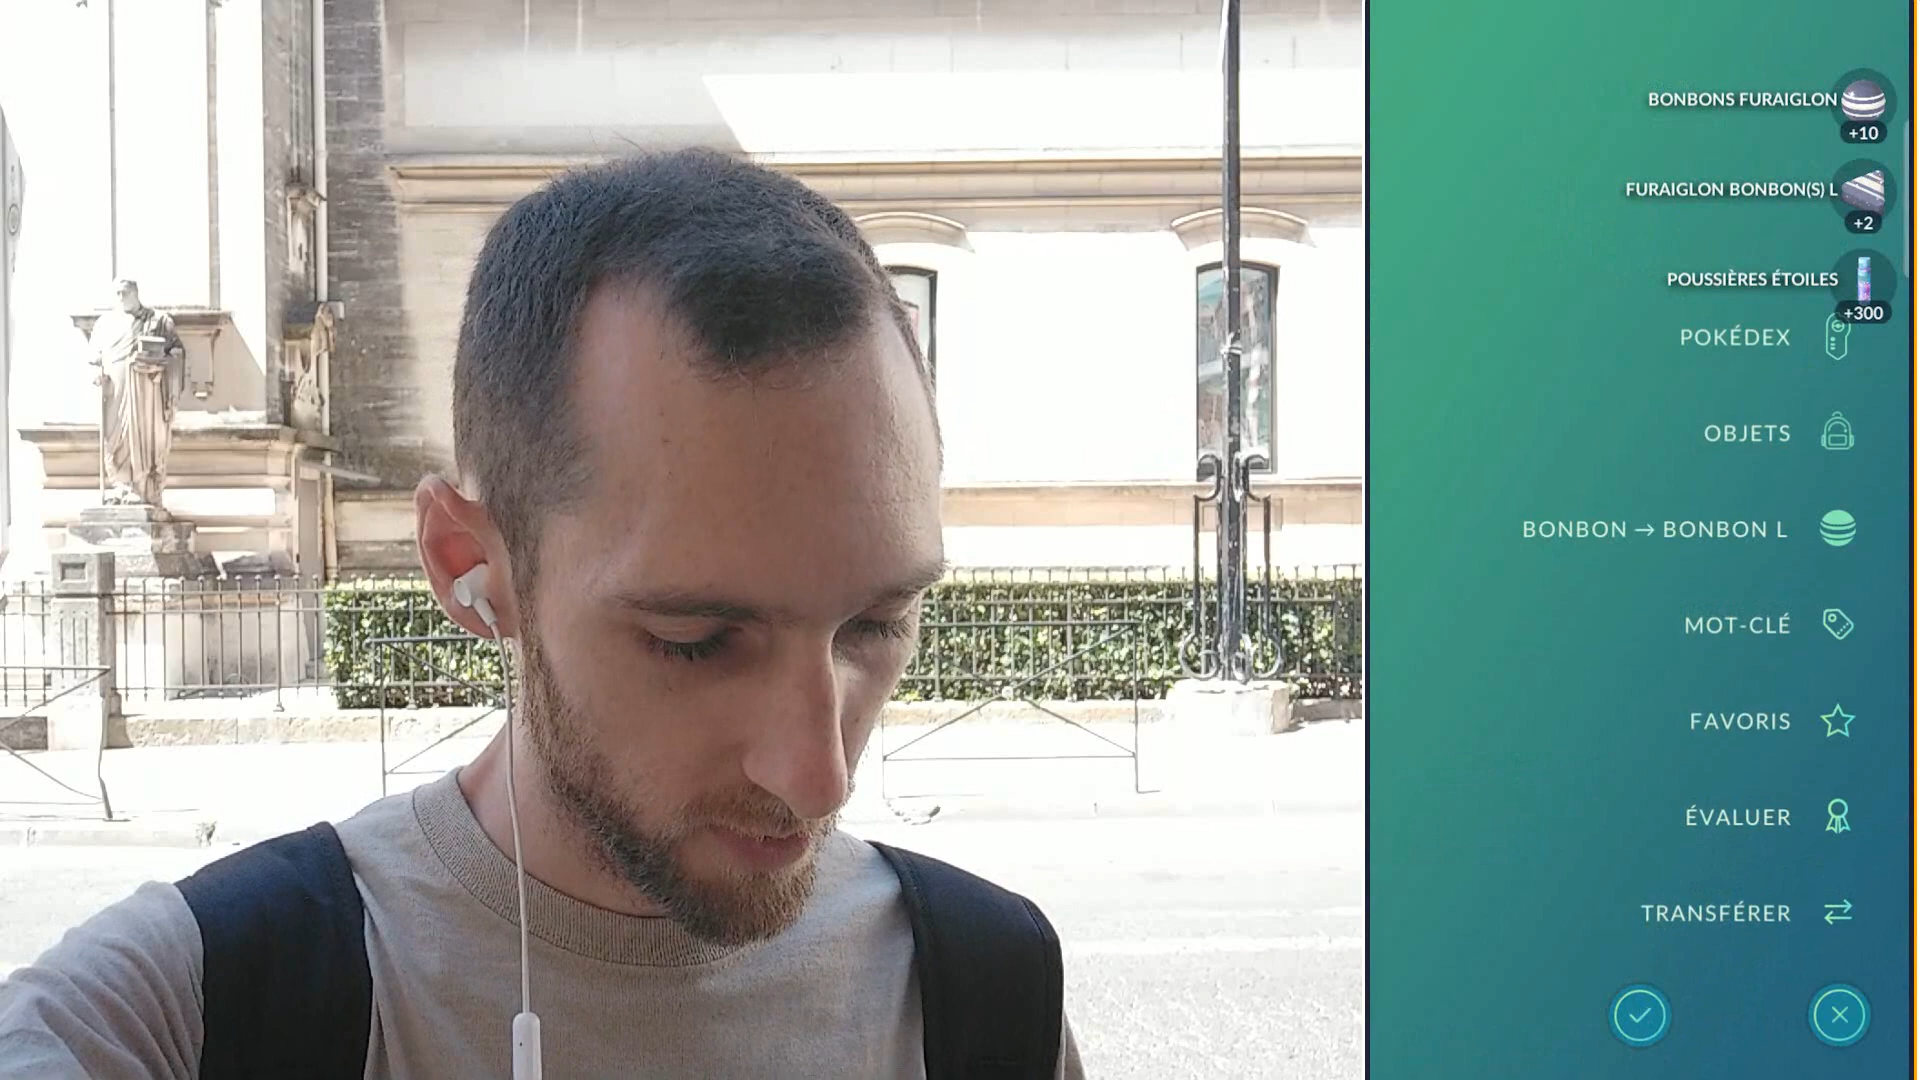 BONBONS FURAIGLON
+10
FURAIGLON BONBON(S) L
+2
POUSSIÈRES ÉTOILES
+300
POKÉDEX
OBJETS
BONBON → BONBON L
MOT-CLÉ
FAVORIS
ÉVALUER
TRANSFÉRER